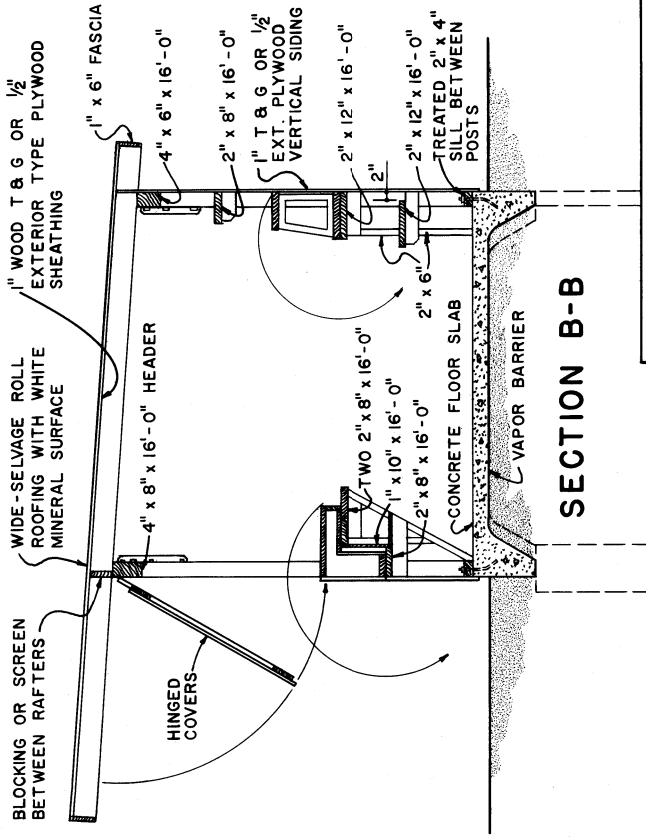 BLOCKING OR SCREEN
BETWEEN RAFTERS
WIDE-SELVAGE ROLL
ROOFING WITH WHITE
MINERAL SURFACE
1" WOOD T & G OR 1/2"
EXTERIOR TYPE PLYWOOD
SHEATHING
1" x 6" FASCIA
4" x 6" x 16'-0"
2" x 8" x 16'-0"
1" T & G OR 1/2"
EXT. PLYWOOD
VERTICAL SIDING
2" x 12" x 16'-0"
2"
2" x 12" x 16'-0"
TREATED 2" x 4"
SILL BETWEEN
POSTS
4" x 8" x 16'-0" HEADER
HINGED
COVERS
TWO 2" x 8" x 16'-0"
1" x 10" x 16'-0"
2" x 8" x 16'-0"
2" x 6"
CONCRETE FLOOR SLAB
VAPOR BARRIER
SECTION B-B